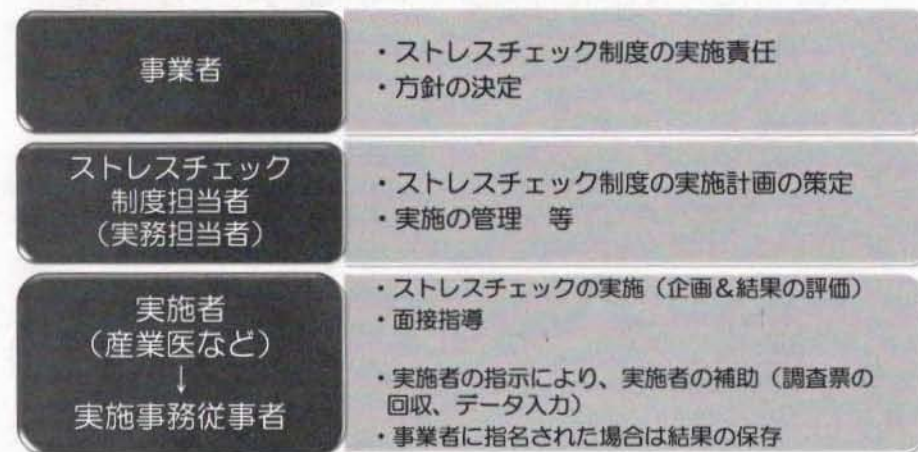 事業者
・ストレスチェック制度の実施責任
・方針の決定
ストレスチェック
制度担当者
（実務担当者）
・ストレスチェック制度の実施計画の策定
・実施の管理　等
実施者
（産業医など）
↓
実施事務従事者
・ストレスチェックの実施（企画＆結果の評価）
・面接指導
・実施者の指示により、実施者の補助（調査票の
回収、データ入力）
・事業者に指名された場合は結果の保存